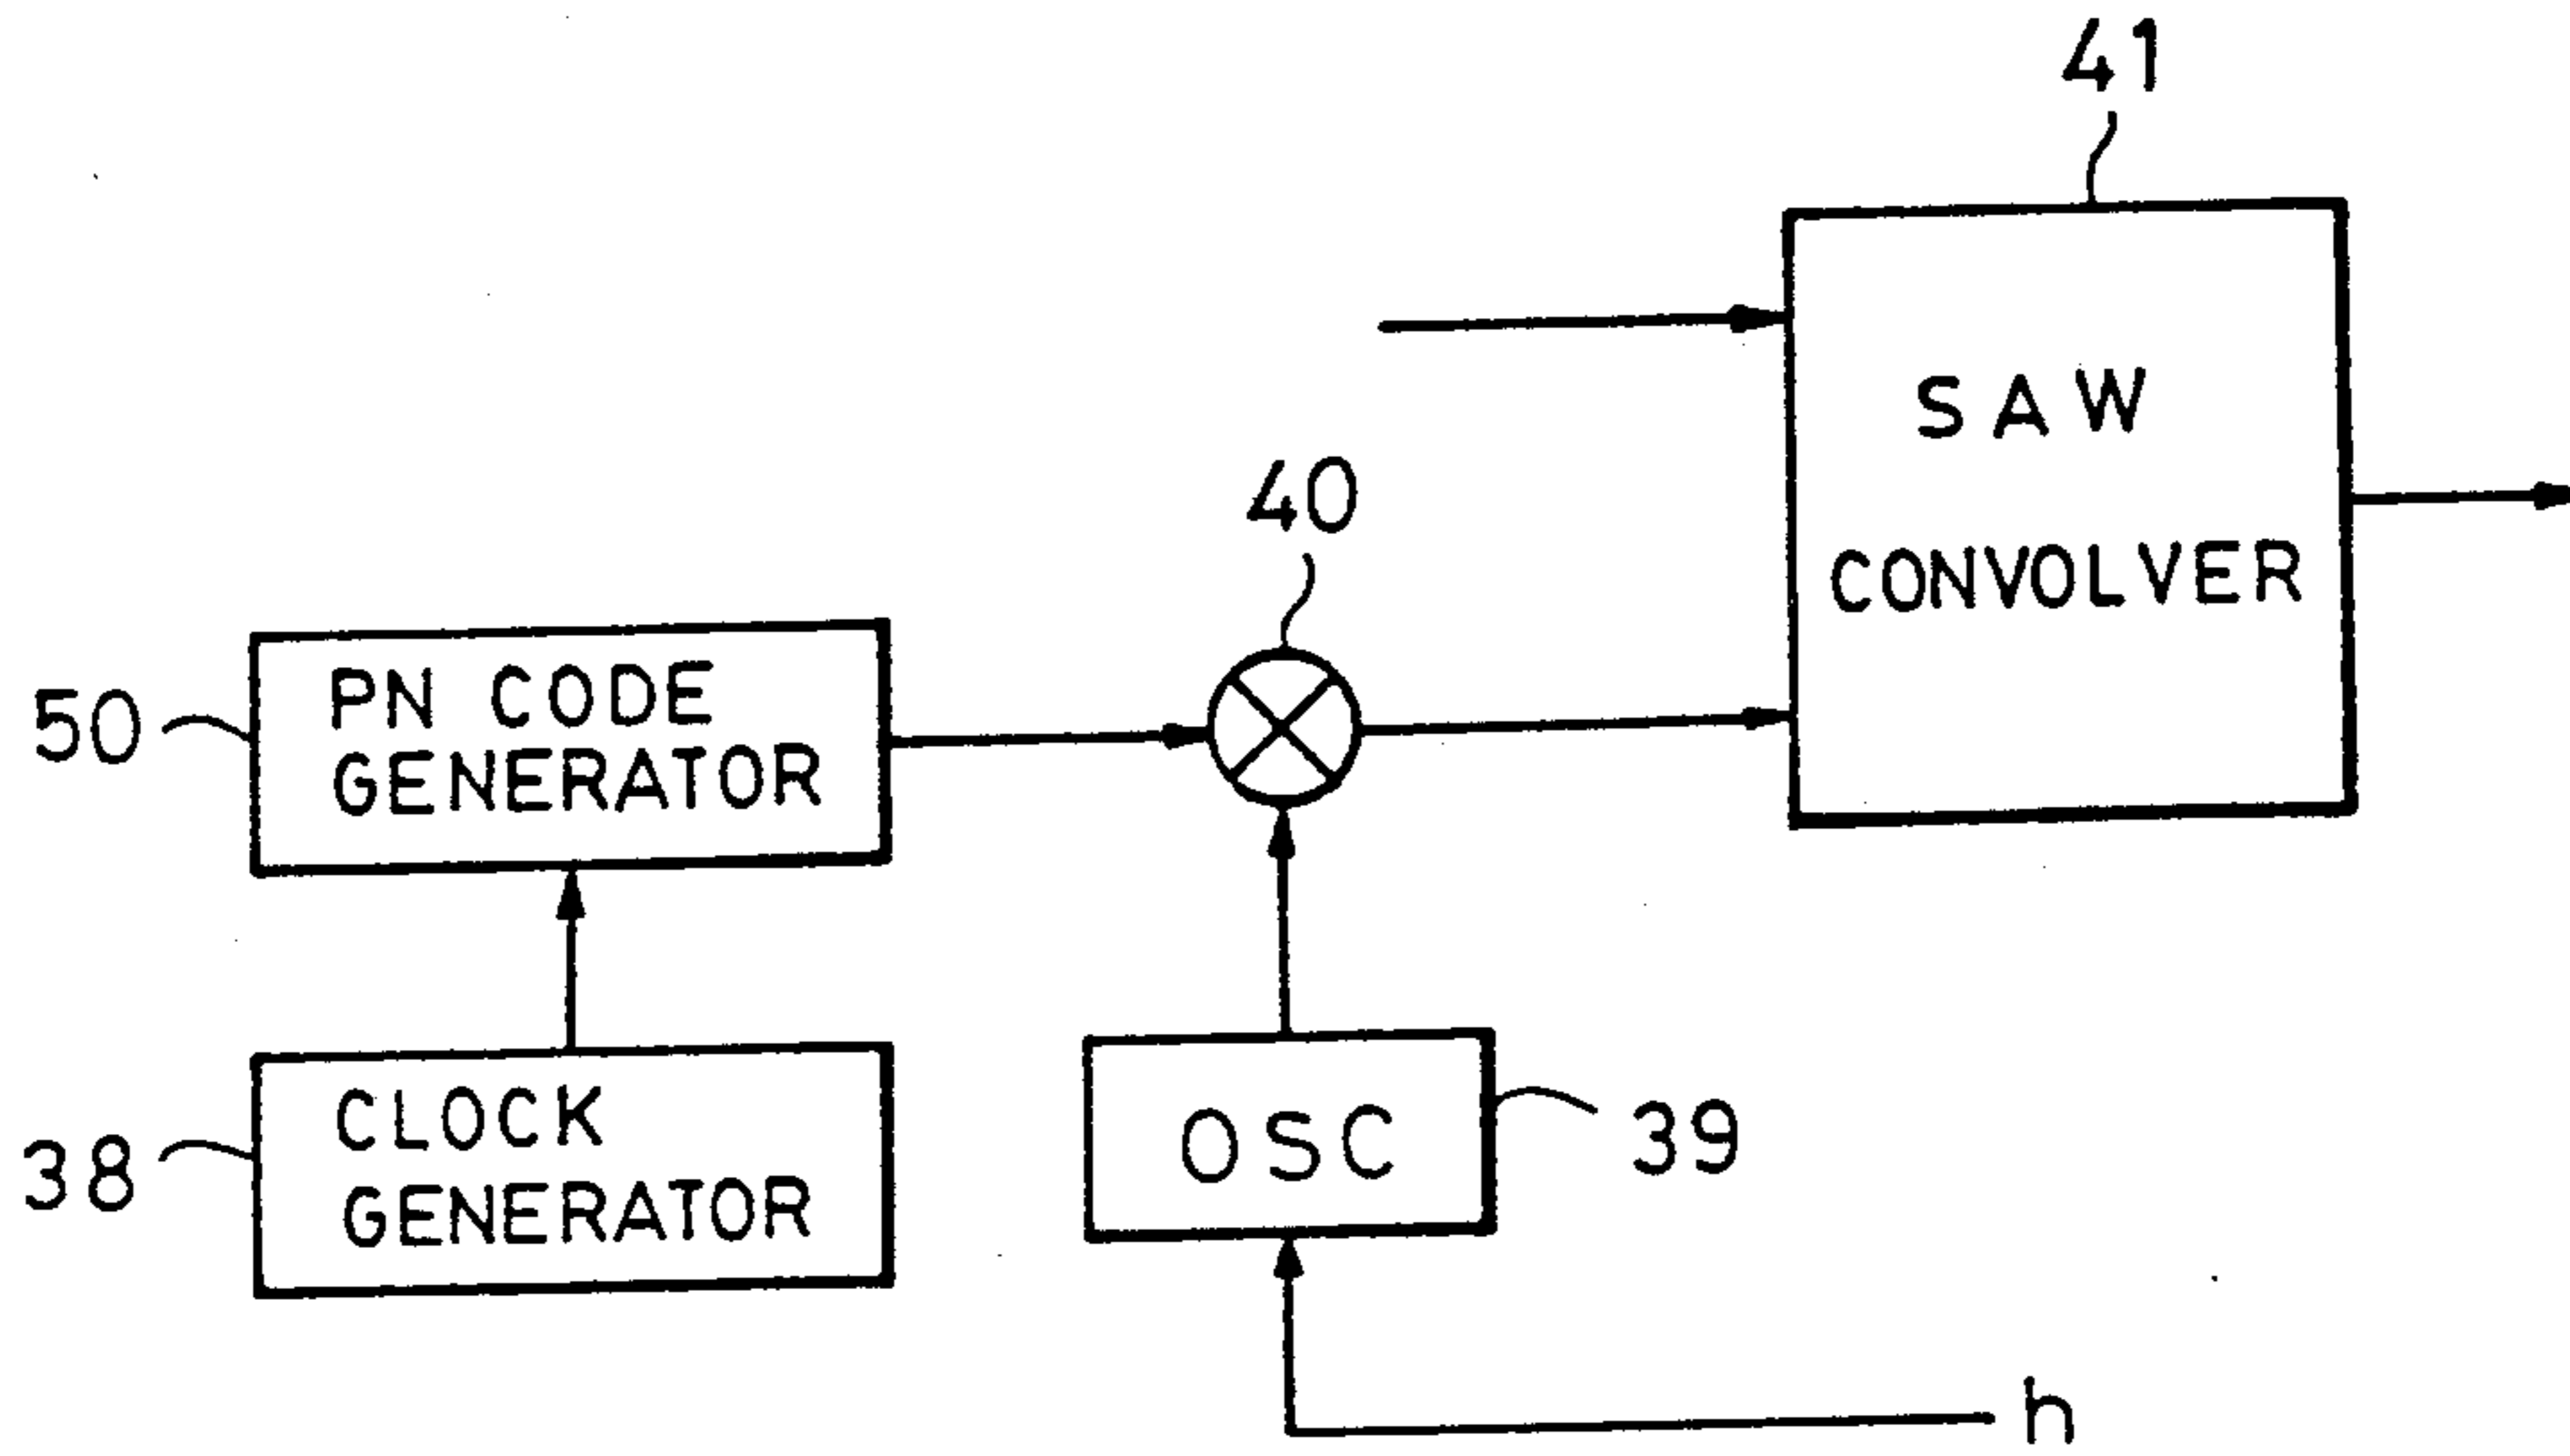 41
SAW
CONVOLVER
40
50
PN CODE
GENERATOR
38
CLOCK
GENERATOR
OSC
39
h